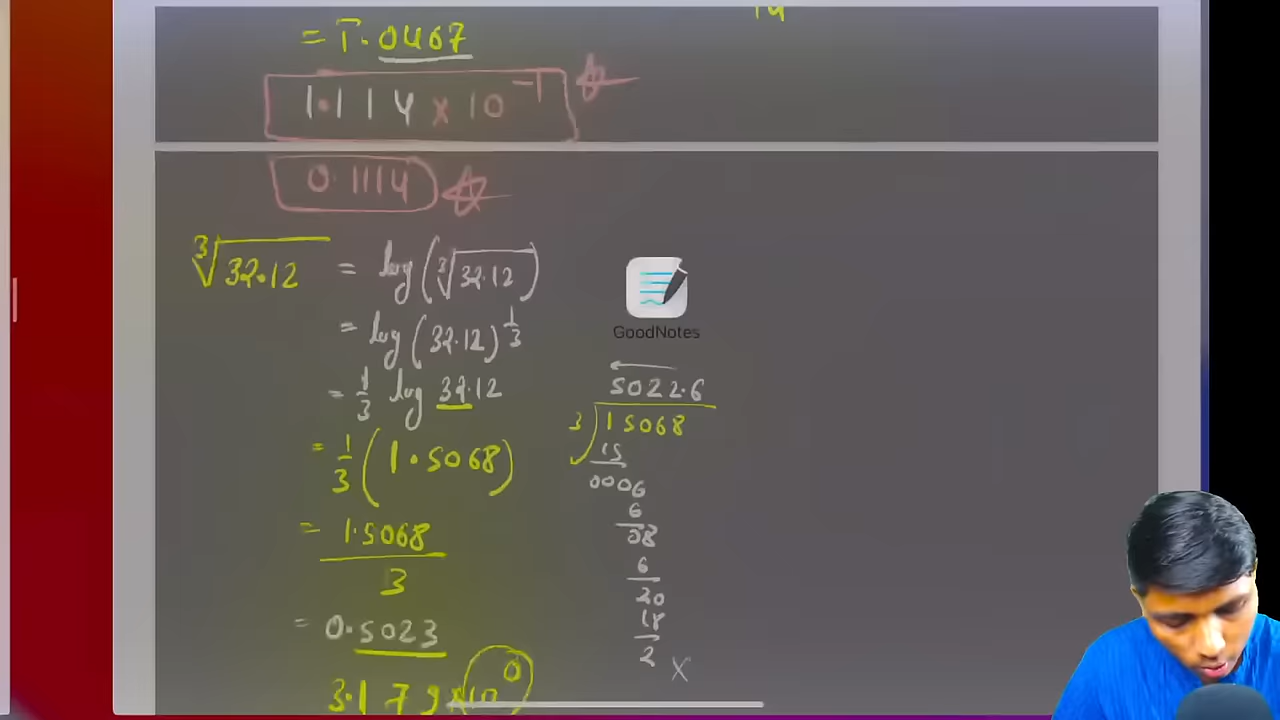 = 1̅.0467
1.114 × 10⁻¹
0.1114
∛32.12 = log(∛32.12)
= log(32.12)^1/3
= 1/3 log 32.12
= 1/3 (1.5068)
= 1.5068/3
= 0.5023
3.179×10⁰
GoodNotes
5022.6
3 15068
15
0006
6
08
6
20
18
2
x